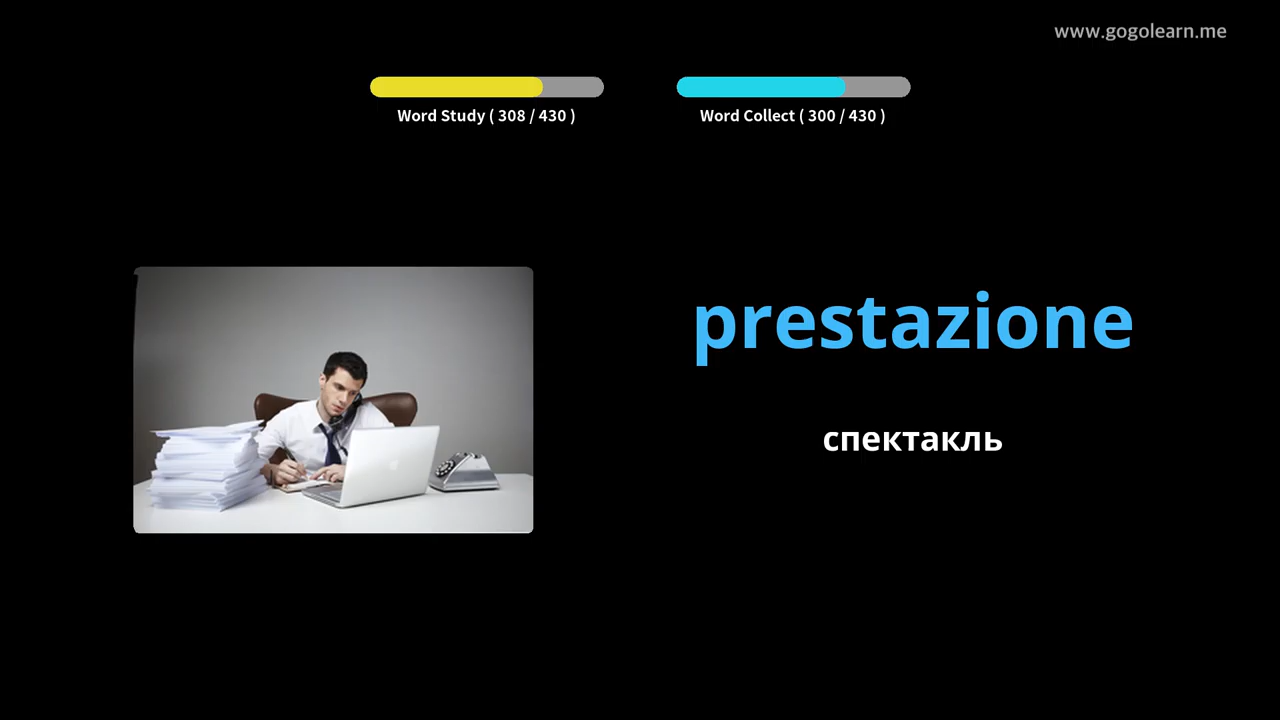 www.gogolearn.me
Word Study ( 308 / 430 )
Word Collect ( 300 / 430 )
prestazione
спектакль